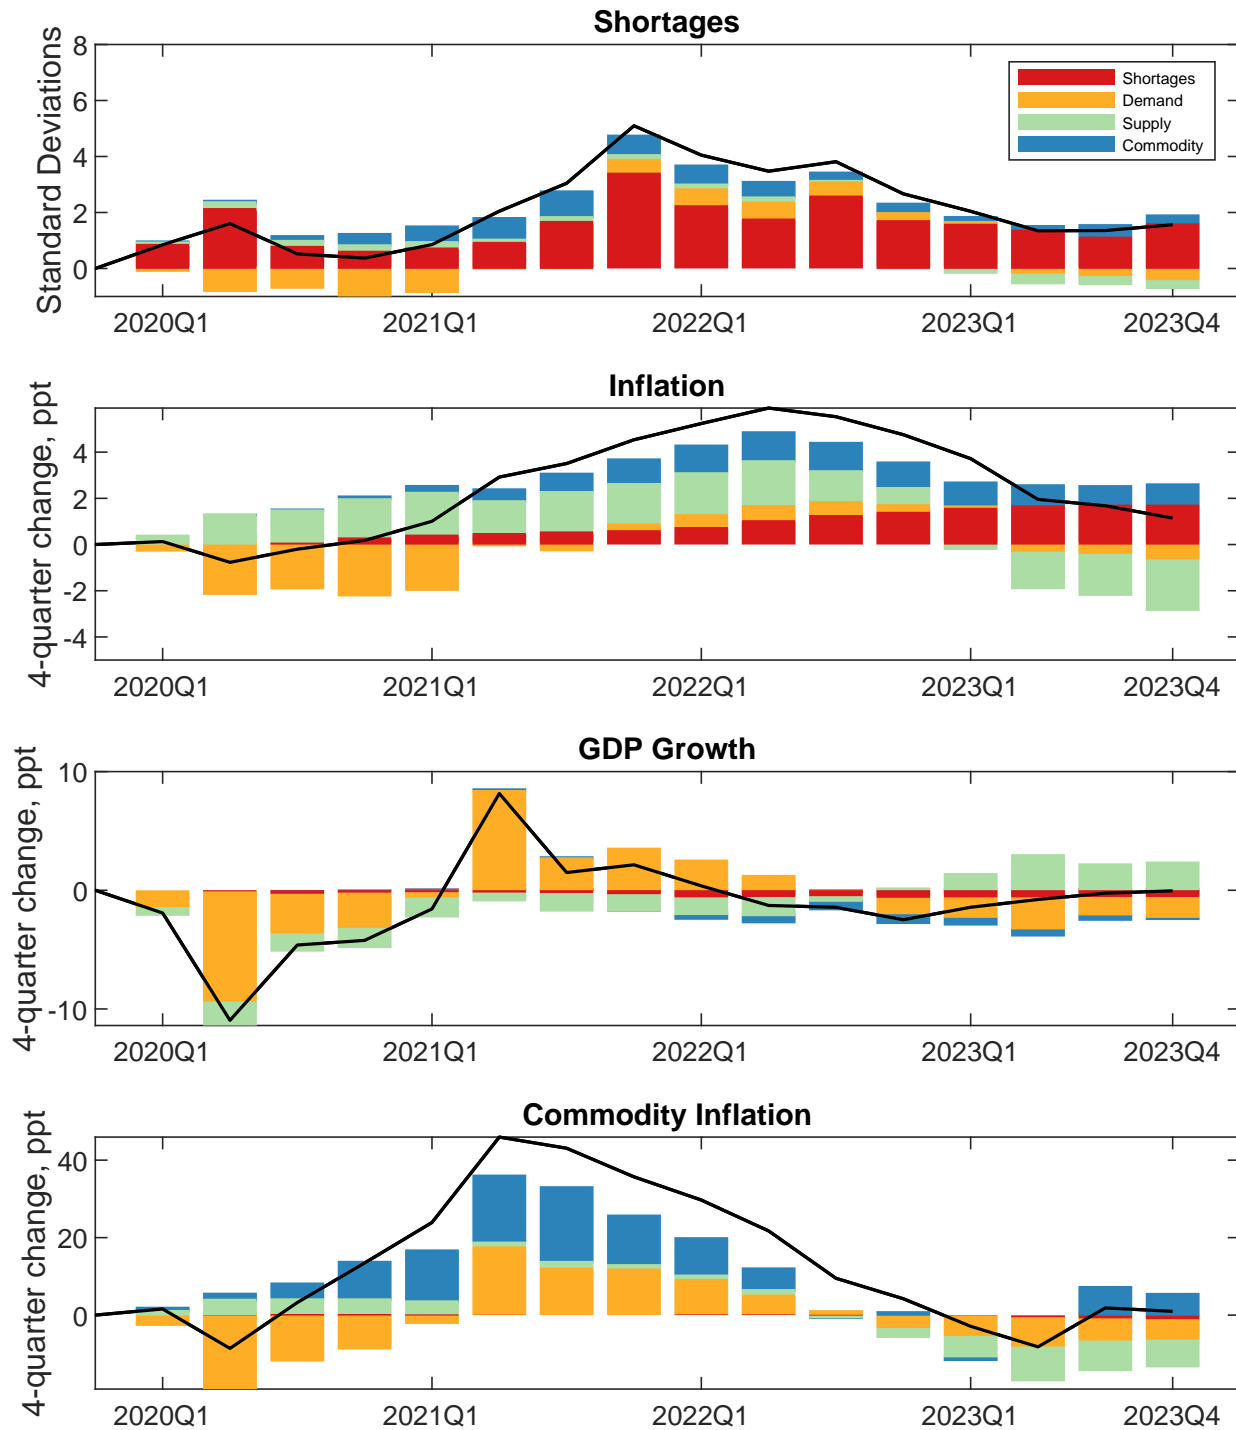 Shortages
Standard Deviations
8
6
4
2
0
Shortages
Demand
Supply
Commodity
2020Q1 2021Q1 2022Q1 2023Q1 2023Q4
Inflation
4-quarter change, ppt
4
2
0
-2
-4
2020Q1 2021Q1 2022Q1 2023Q1 2023Q4
GDP Growth
4-quarter change, ppt
10
0
-10
2020Q1 2021Q1 2022Q1 2023Q1 2023Q4
Commodity Inflation
4-quarter change, ppt
40
20
0
2020Q1 2021Q1 2022Q1 2023Q1 2023Q4